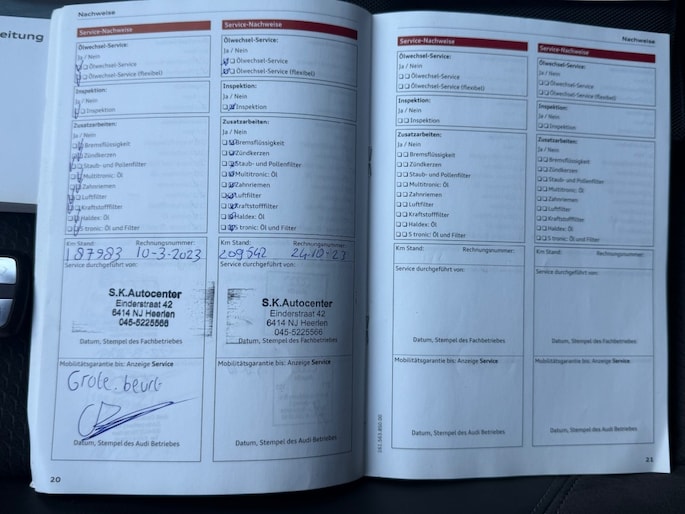 eitung
Nachweise
Service-Nachweise
Ölwechsel-Service:
Ja / Nein
Ölwechsel-Service
Ölwechsel-Service (flexibel)
Inspektion:
Ja / Nein
Inspektion
Zusatzarbeiten:
Ja / Nein
Bremsflüssigkeit
Zündkerzen
Staub- und Pollenfilter
Multitronic: Öl
Zahnriemen
Luftfilter
Kraftstofffilter
Haldex: Öl
S tronic: Öl und Filter
Km Stand: Rechnungsnummer:
187983 10-3-2023
Service durchgeführt von:
S.K.Autocenter
Einderstraat 42
6414 NJ Heerlen
045-5225566
Datum, Stempel des Fachbetriebes
Mobilitätsgarantie bis: Anzeige Service
Grote.beurt
Datum, Stempel des Audi Betriebes
20
Service-Nachweise
Ölwechsel-Service:
Ja / Nein
Ölwechsel-Service
Ölwechsel-Service (flexibel)
Inspektion:
Ja / Nein
Inspektion
Zusatzarbeiten:
Ja / Nein
Bremsflüssigkeit
Zündkerzen
Staub- und Pollenfilter
Multitronic: Öl
Zahnriemen
Luftfilter
Kraftstofffilter
Haldex: Öl
S tronic: Öl und Filter
Km Stand: Rechnungsnummer:
209542 24-10-23
Service durchgeführt von:
S.K.Autocenter
Einderstraat 42
6414 NJ Heerlen
045-5225566
Datum, Stempel des Fachbetriebes
Mobilitätsgarantie bis: Anzeige Service
Datum, Stempel des Audi Betriebes
Service-Nachweise
Ölwechsel-Service:
Ja / Nein
Ölwechsel-Service
Ölwechsel-Service (flexibel)
Inspektion:
Ja / Nein
Inspektion
Zusatzarbeiten:
Ja / Nein
Bremsflüssigkeit
Zündkerzen
Staub- und Pollenfilter
Multitronic: Öl
Zahnriemen
Luftfilter
Kraftstofffilter
Haldex: Öl
S tronic: Öl und Filter
Km Stand: Rechnungsnummer:
Service durchgeführt von:
Datum, Stempel des Fachbetriebes
Mobilitätsgarantie bis: Anzeige Service
Datum, Stempel des Audi Betriebes
Nachweise
Service-Nachweise
Ölwechsel-Service:
Ja / Nein
Ölwechsel-Service
Ölwechsel-Service (flexibel)
Inspektion:
Ja / Nein
Inspektion
Zusatzarbeiten:
Ja / Nein
Bremsflüssigkeit
Zündkerzen
Staub- und Pollenfilter
Multitronic: Öl
Zahnriemen
Luftfilter
Kraftstofffilter
Haldex: Öl
S tronic: Öl und Filter
Km Stand: Rechnungsnummer:
Service durchgeführt von:
Datum, Stempel des Fachbetriebes
Mobilitätsgarantie bis: Anzeige Service
Datum, Stempel des Audi Betriebes
21